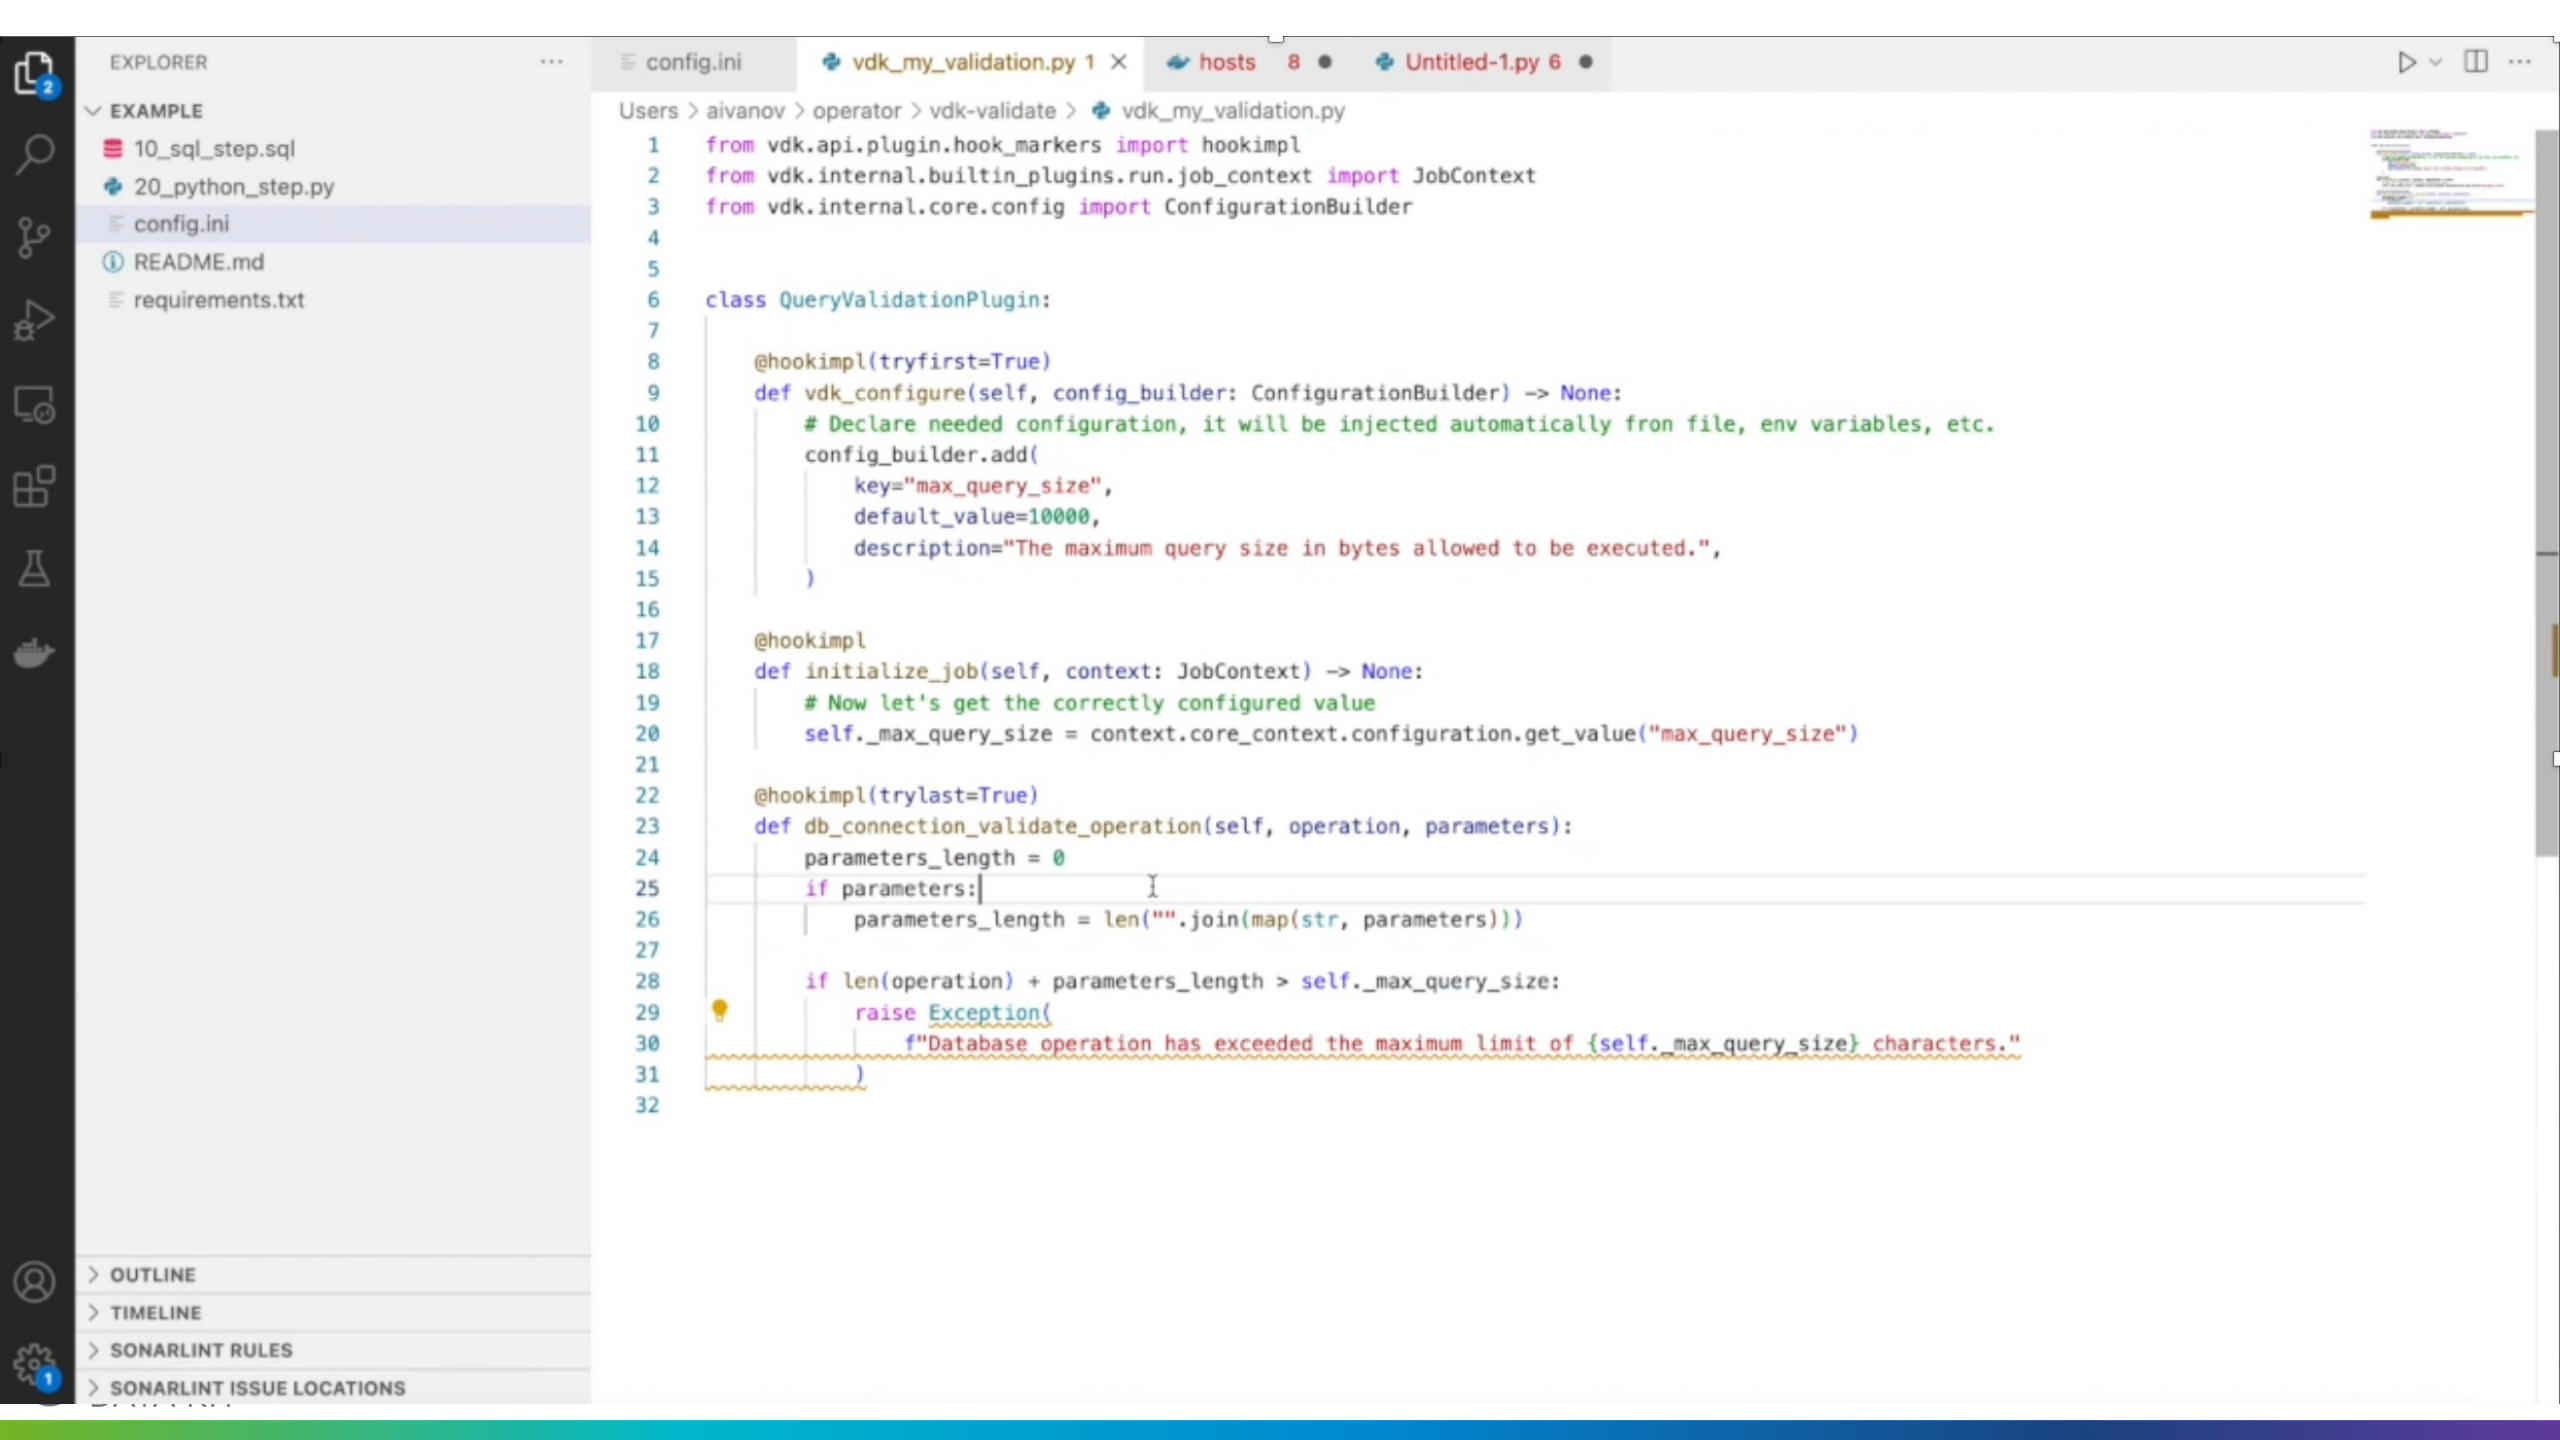 EXPLORER
···
2
EXAMPLE
10_sql_step.sql
20_python_step.py
config.ini
README.md
requirements.txt
OUTLINE
TIMELINE
SONARLINT RULES
SONARLINT ISSUE LOCATIONS
1
config.ini
vdk_my_validation.py 1
hosts 8
Untitled-1.py 6
Users > aivanov > operator > vdk-validate > vdk_my_validation.py
1 from vdk.api.plugin.hook_markers import hookimpl
2 from vdk.internal.builtin_plugins.run.job_context import JobContext
3 from vdk.internal.core.config import ConfigurationBuilder
4
5
6 class QueryValidationPlugin:
7
8 @hookimpl(tryfirst=True)
9 def vdk_configure(self, config_builder: ConfigurationBuilder) -> None:
10 # Declare needed configuration, it will be injected automatically fron file, env variables, etc.
11 config_builder.add(
12 key="max_query_size",
13 default_value=10000,
14 description="The maximum query size in bytes allowed to be executed.",
15 )
16
17 @hookimpl
18 def initialize_job(self, context: JobContext) -> None:
19 # Now let's get the correctly configured value
20 self._max_query_size = context.core_context.configuration.get_value("max_query_size")
21
22 @hookimpl(trylast=True)
23 def db_connection_validate_operation(self, operation, parameters):
24 parameters_length = 0
25 if parameters:
26 parameters_length = len("".join(map(str, parameters)))
27
28 if len(operation) + parameters_length > self._max_query_size:
29 raise Exception(
30 f"Database operation has exceeded the maximum limit of {self._max_query_size} characters."
31 )
32